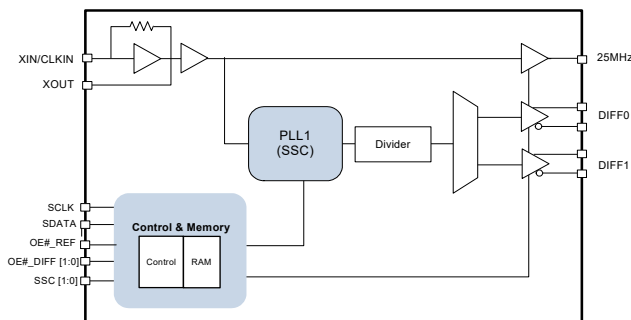 XIN/CLKIN
XOUT
25MHz
DIFF0
DIFF1
PLL1
(SSC)
Divider
SCLK
SDATA
OE#_REF
OE#_DIFF [1:0]
SSC [1:0]
Control & Memory
Control
RAM